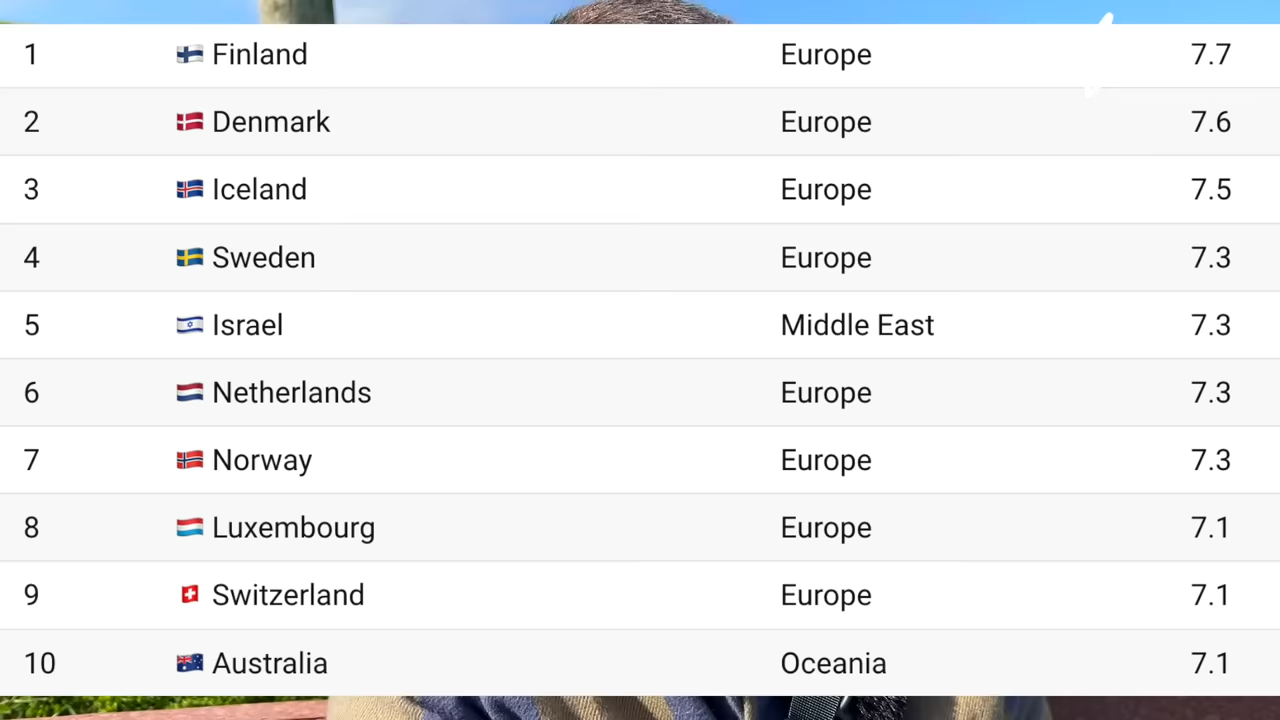 1 Finland Europe 7.7
2 Denmark Europe 7.6
3 Iceland Europe 7.5
4 Sweden Europe 7.3
5 Israel Middle East 7.3
6 Netherlands Europe 7.3
7 Norway Europe 7.3
8 Luxembourg Europe 7.1
9 Switzerland Europe 7.1
10 Australia Oceania 7.1